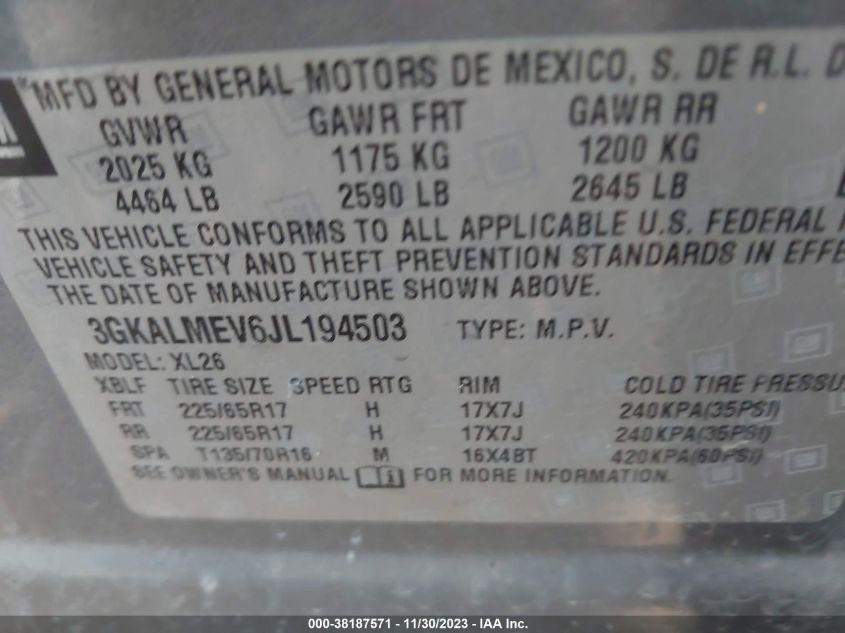 MFD BY GENERAL MOTORS DE MEXICO, S. DE R.L. D
GVWR GAWR FRT GAWR RR
2025 KG 1175 KG 1200 KG
4464 LB 2590 LB 2645 LB
THIS VEHICLE CONFORMS TO ALL APPLICABLE U.S. FEDERAL
VEHICLE SAFETY AND THEFT PREVENTION STANDARDS IN EFFE
THE DATE OF MANUFACTURE SHOWN ABOVE.
3GKALMEV6JL194503 TYPE: M.P.V.
MODEL: XL26
XBLF TIRE SIZE SPEED RTG RIM COLD TIRE PRESSU
FRT 225/65R17 H 17X7J 240KPA(35PSI)
RR 225/65R17 H 17X7J 240KPA(35PSI)
SPA T135/70R16 M 16X4BT 420KPA(60PSI)
SEE OWNER'S MANUAL FOR MORE INFORMATION.
000-38187571 - 11/30/2023 - IAA Inc.